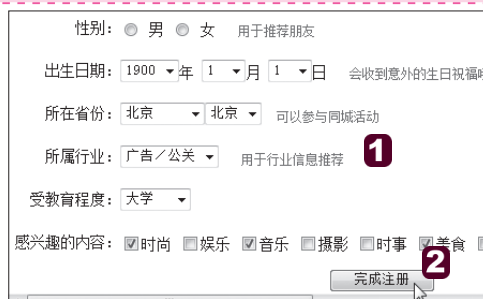 性别： 男 女 用于推荐朋友
出生日期： 1900 年 1 月 1 日 会收到意外的生日祝福
所在省份： 北京 北京 可以参与同城活动
所属行业： 广告／公关 用于行业信息推荐 1
受教育程度： 大学
感兴趣的内容： 时尚 娱乐 音乐 摄影 时事 美食
2
完成注册